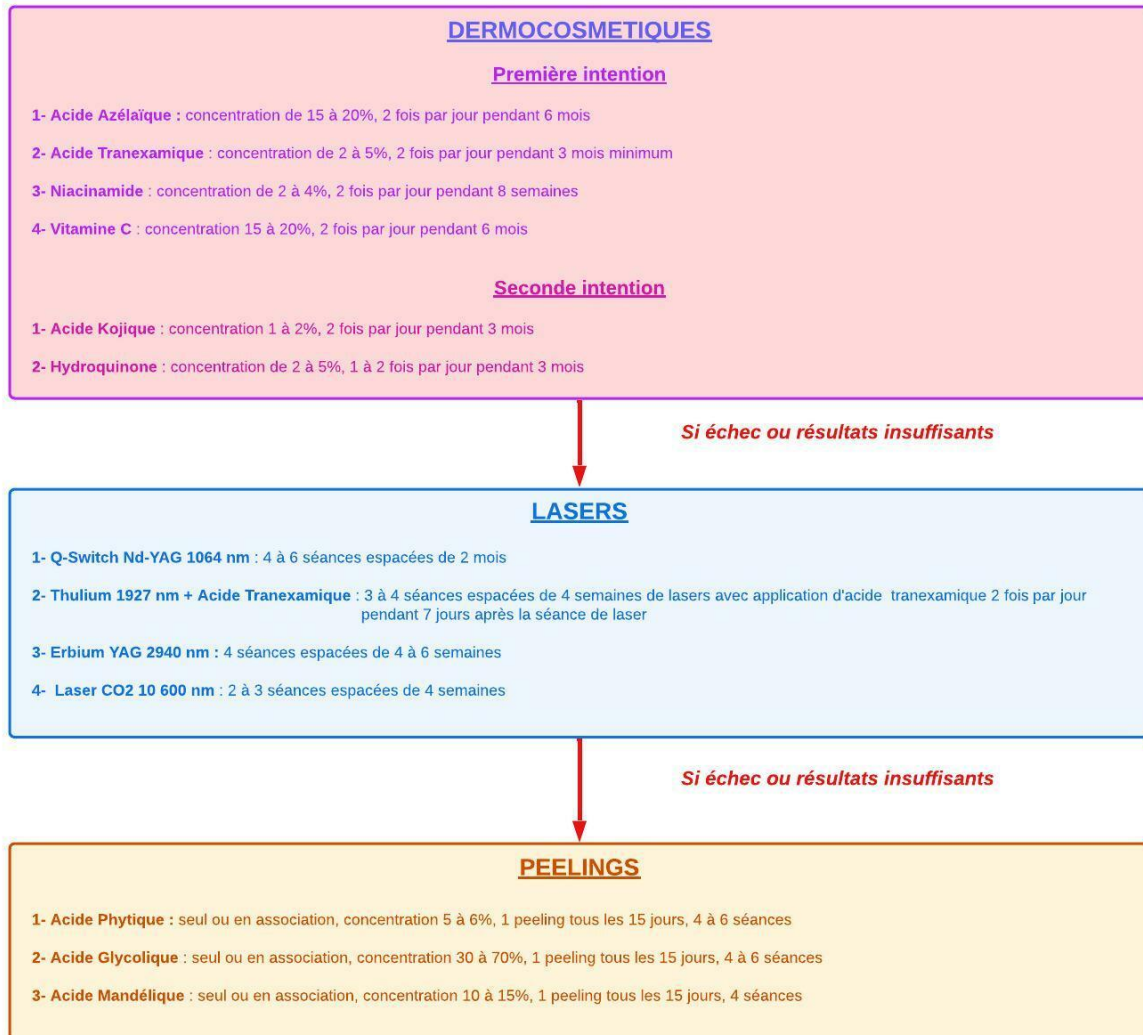 DERMOCOSMETIQUES
Première intention
1- Acide Azélaïque : concentration de 15 à 20%, 2 fois par jour pendant 6 mois
2- Acide Tranexamique : concentration de 2 à 5%, 2 fois par jour pendant 3 mois minimum
3- Niacinamide : concentration de 2 à 4%, 2 fois par jour pendant 8 semaines
4- Vitamine C : concentration 15 à 20%, 2 fois par jour pendant 6 mois
Seconde intention
1- Acide Kojique : concentration 1 à 2%, 2 fois par jour pendant 3 mois
2- Hydroquinone : concentration de 2 à 5%, 1 à 2 fois par jour pendant 3 mois
Si échec ou résultats insuffisants
LASERS
1- Q-Switch Nd-YAG 1064 nm : 4 à 6 séances espacées de 2 mois
2- Thulium 1927 nm + Acide Tranexamique : 3 à 4 séances espacées de 4 semaines de lasers avec application d'acide tranexamique 2 fois par jour
pendant 7 jours après la séance de laser
3- Erbium YAG 2940 nm : 4 séances espacées de 4 à 6 semaines
4- Laser CO2 10 600 nm : 2 à 3 séances espacées de 4 semaines
Si échec ou résultats insuffisants
PEELINGS
1- Acide Phytique : seul ou en association, concentration 5 à 6%, 1 peeling tous les 15 jours, 4 à 6 séances
2- Acide Glycolique : seul ou en association, concentration 30 à 70%, 1 peeling tous les 15 jours, 4 à 6 séances
3- Acide Mandélique : seul ou en association, concentration 10 à 15%, 1 peeling tous les 15 jours, 4 séances